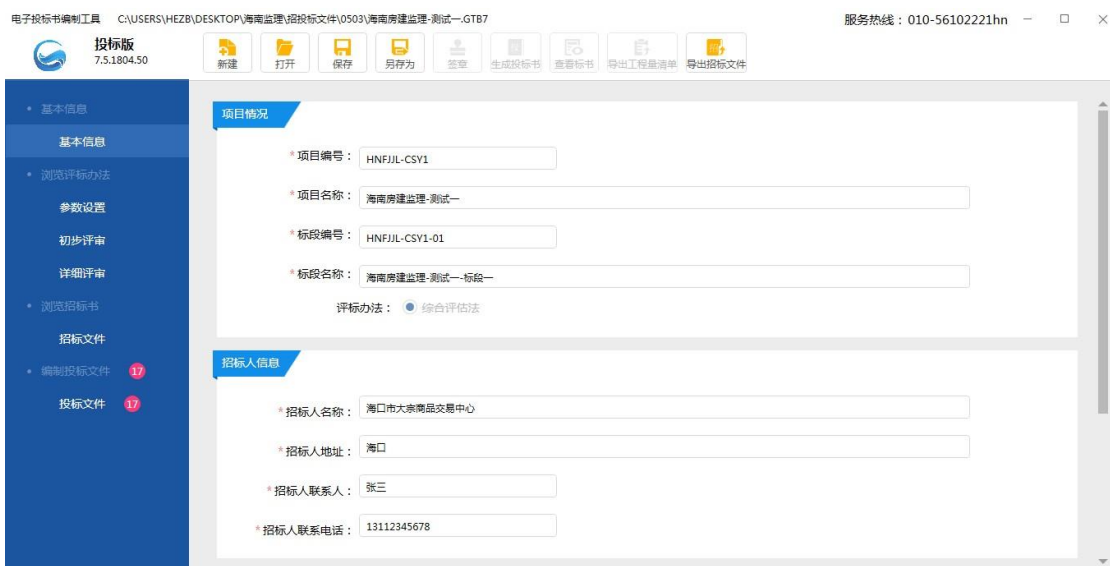 电子投标书编制工具 C:\USERS\HEZB\DESKTOP\海南监理\招投标文件\0503\海南房建监理-测试一.GTB7 服务热线：010-56102221hn
投标版
7.5.1804.50
新建 打开 保存 另存为 签章 生成投标书 查看标书 导出工程量清单 导出招标文件
基本信息
基本信息
浏览评标办法
参数设置
初步评审
详细评审
浏览招标书
招标文件
编制投标文件 17
投标文件 17
项目情况
*项目编号： HNFJJL-CSY1
*项目名称： 海南房建监理-测试一
*标段编号： HNFJJL-CSY1-01
*标段名称： 海南房建监理-测试一-标段一
评标办法： 综合评估法
招标人信息
*招标人名称： 海口市大宗商品交易中心
*招标人地址： 海口
*招标人联系人： 张三
*招标人联系电话： 13112345678